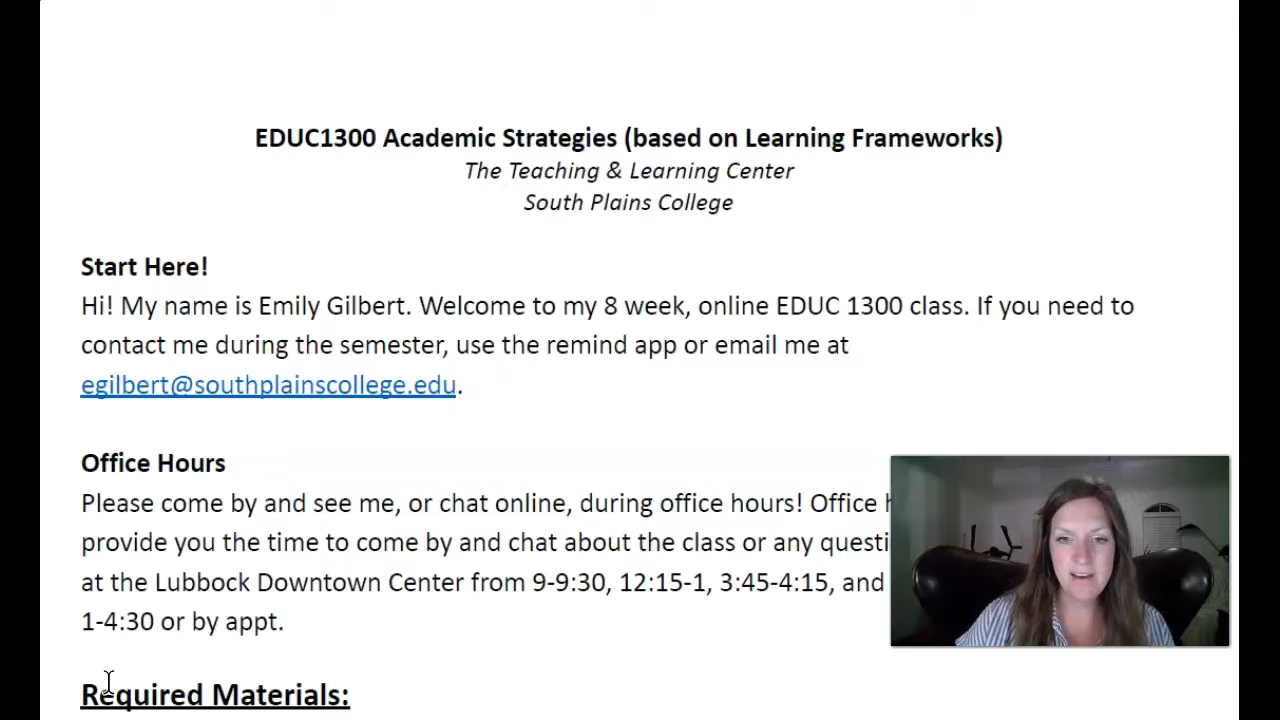 EDUC1300 Academic Strategies (based on Learning Frameworks)
The Teaching & Learning Center
South Plains College
Start Here!
Hi! My name is Emily Gilbert. Welcome to my 8 week, online EDUC 1300 class. If you need to
contact me during the semester, use the remind app or email me at
egilbert@southplainscollege.edu.
Office Hours
Please come by and see me, or chat online, during office hours! Office
provide you the time to come by and chat about the class or any
at the Lubbock Downtown Center from 9-9:30, 12:15-1, 3:45-4:15, and
1-4:30 or by appt.
Required Materials: